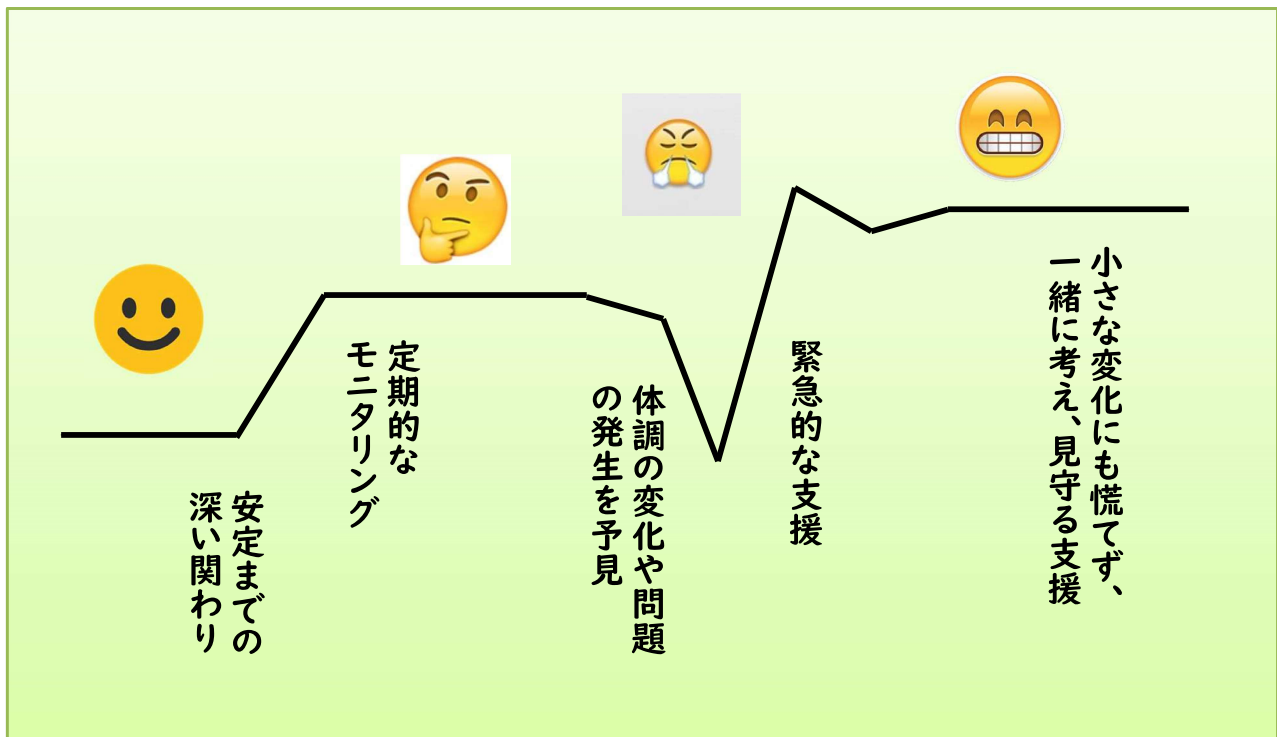 安定までの
深い関わり
定期的な
モニタリング
体調の変化や問題
の発生を予見
緊急的な支援
小さな変化にも慌てず、
一緒に考え、見守る支援